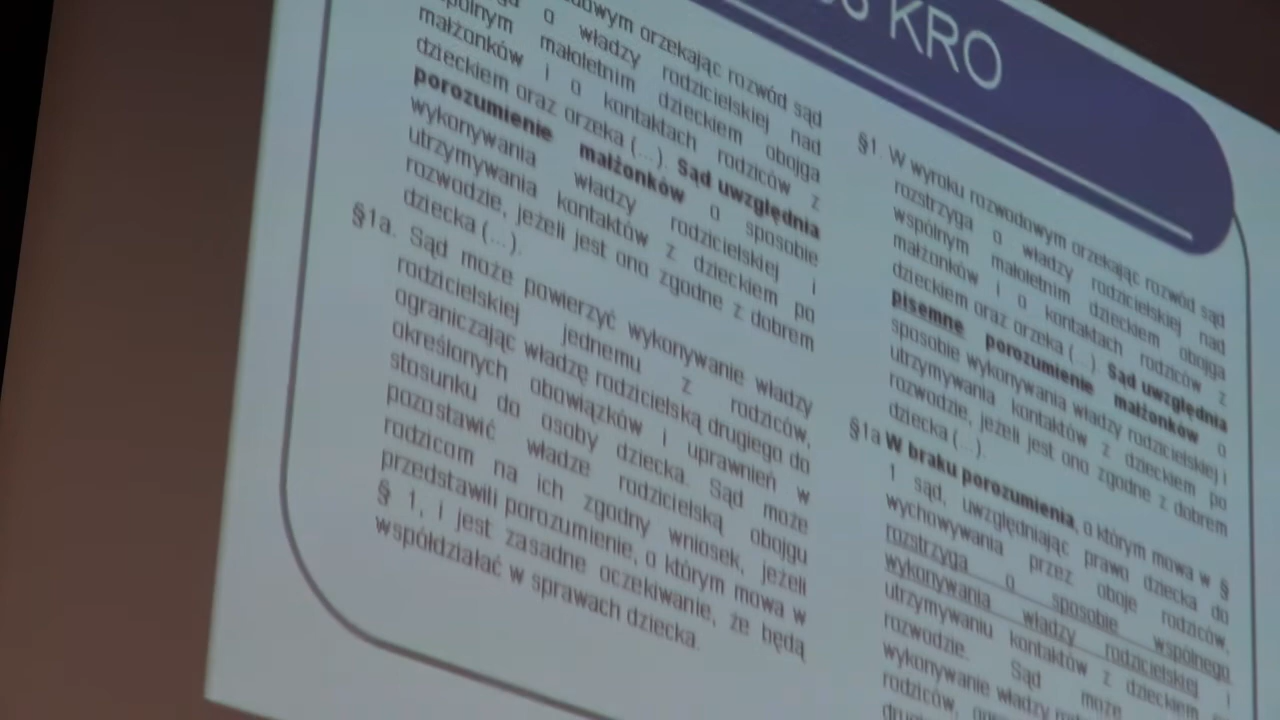 KRO
wyrokowym orzekając rozwód sąd
o władzy rodzicielskiej nad
małoletnim dzieckiem obojga
małżonków i o kontaktach rodziców z
dzieckiem oraz orzeka (...). Sąd uwzględnia
porozumienie małżonków o sposobie
wykonywania władzy rodzicielskiej i
utrzymywania kontaktów z dzieckiem po
rozwodzie, jeżeli jest ono zgodne z dobrem
dziecka (...).
§1a. Sąd może powierzyć wykonywanie władzy
rodzicielskiej jednemu z rodziców,
ograniczając władzę rodzicielską drugiego do
określonych obowiązków i uprawnień w
stosunku do osoby dziecka. Sąd może
pozostawić władzę rodzicielską obojgu
rodzicom na ich zgodny wniosek, jeżeli
przedstawili porozumienie, o którym mowa w
§ 1, i jest zasadne oczekiwanie, że będą
współdziałać w sprawach dziecka.
§1. W wyroku rozwodowym orzekając rozwód sąd
rozstrzyga o władzy rodzicielskiej nad
wspólnym małoletnim dzieckiem obojga
małżonków i o kontaktach rodziców z
dzieckiem oraz orzeka (...). Sąd uwzględnia
pisemne porozumienie małżonków o
sposobie wykonywania władzy rodzicielskiej i
utrzymywania kontaktów z dzieckiem po
rozwodzie, jeżeli jest ono zgodne z dobrem
dziecka (...).
§1a W braku porozumienia, o którym mowa w §
1 sąd, uwzględniając prawo dziecka do
wychowywania przez oboje rodziców,
rozstrzyga o sposobie wspólnego
wykonywania władzy rodzicielskiej i
utrzymywaniu kontaktów z dzieckiem
rozwodzie. Sąd może
wykonywanie władzy
rodziców,